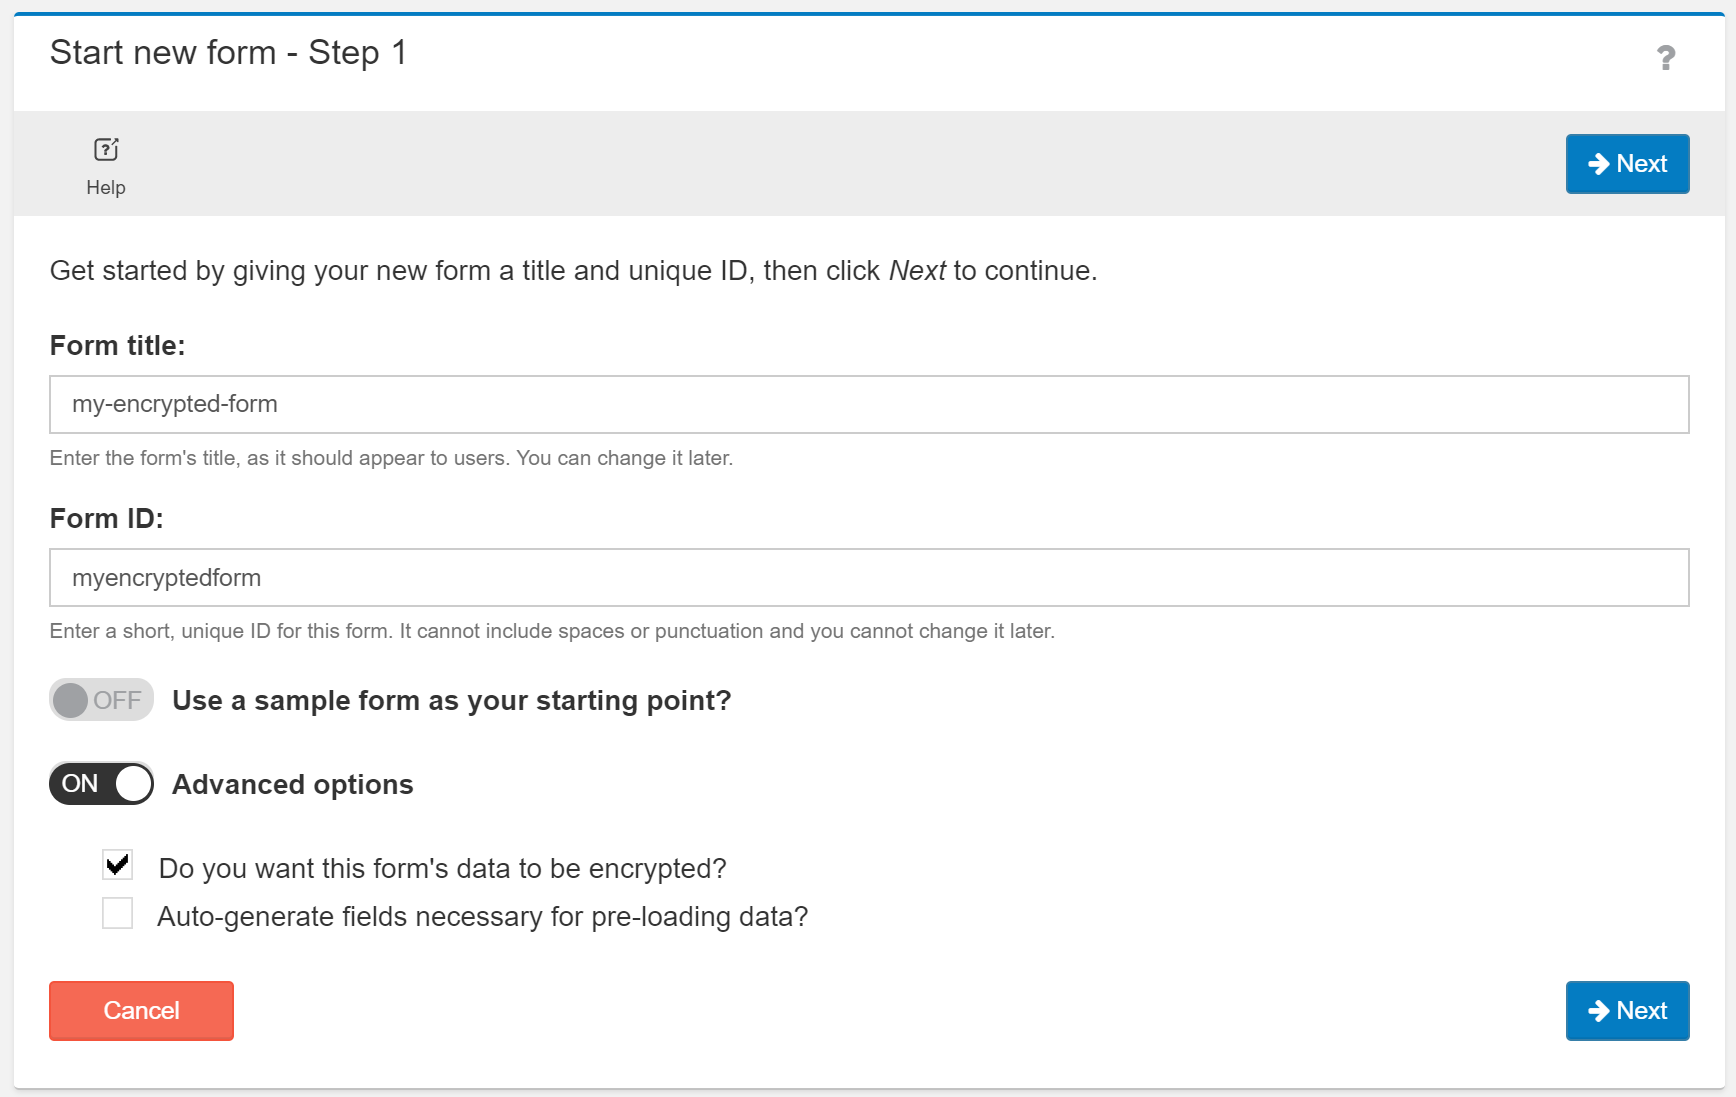 Start new form - Step 1
?
Help
Next
Get started by giving your new form a title and unique ID, then click Next to continue.
Form title:
my-encrypted-form
Enter the form's title, as it should appear to users. You can change it later.
Form ID:
myencryptedform
Enter a short, unique ID for this form. It cannot include spaces or punctuation and you cannot change it later.
OFF Use a sample form as your starting point?
ON Advanced options
Do you want this form's data to be encrypted?
Auto-generate fields necessary for pre-loading data?
Cancel
Next